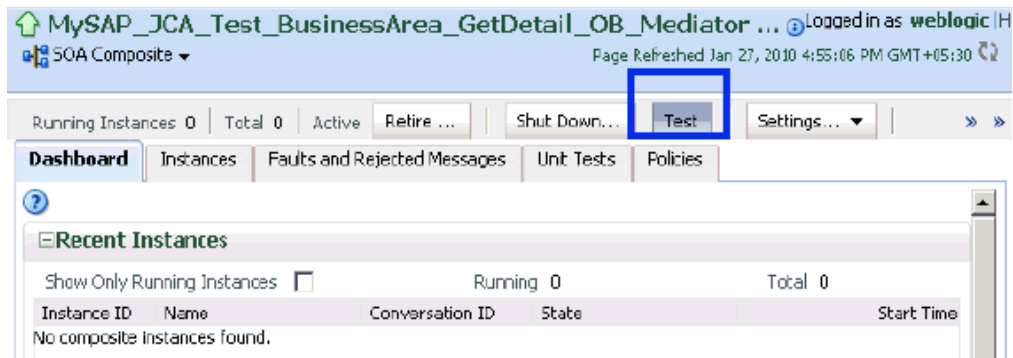 MySAP_JCA_Test_BusinessArea_GetDetail_OB_Mediator ... Logged in as weblogic |H
SOA Composite Page Refreshed Jan 27, 2010 4:55:06 PM GMT+05:30
Running Instances 0 | Total 0 | Active Retire ... Shut Down... Test Settings... » »
Dashboard Instances Faults and Rejected Messages Unit Tests Policies
?
Recent Instances
Show Only Running Instances Running 0 Total 0
Instance ID Name Conversation ID State Start Time
No composite instances found.